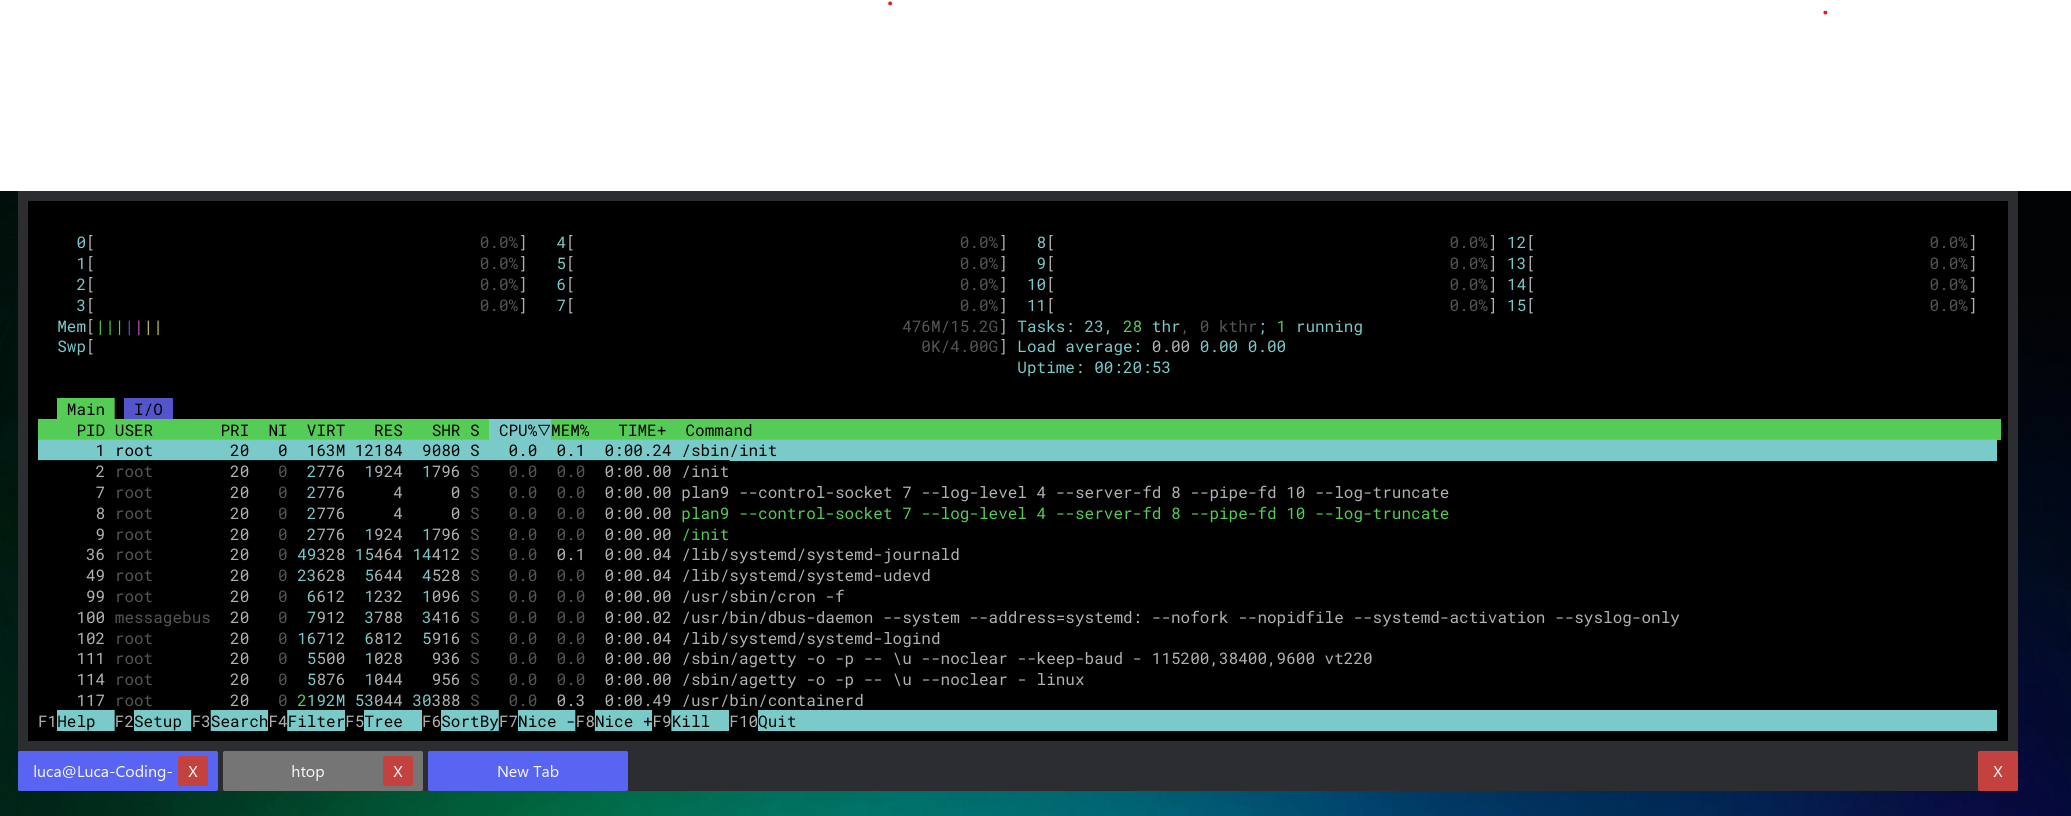 0[ 0.0%] 4[ 0.0%] 8[ 0.0%] 12[ 0.0%]
1[ 0.0%] 5[ 0.0%] 9[ 0.0%] 13[ 0.0%]
2[ 0.0%] 6[ 0.0%] 10[ 0.0%] 14[ 0.0%]
3[ 0.0%] 7[ 0.0%] 11[ 0.0%] 15[ 0.0%]
Mem[||||||| 476M/15.2G] Tasks: 23, 28 thr, 0 kthr; 1 running
Swp[ 0K/4.00G] Load average: 0.00 0.00 0.00
Uptime: 00:20:53
Main I/O
PID USER PRI NI VIRT RES SHR S CPU%▽MEM% TIME+ Command
1 root 20 0 163M 12184 9080 S 0.0 0.1 0:00.24 /sbin/init
2 root 20 0 2776 1924 1796 S 0.0 0.0 0:00.00 /init
7 root 20 0 2776 4 0 S 0.0 0.0 0:00.00 plan9 --control-socket 7 --log-level 4 --server-fd 8 --pipe-fd 10 --log-truncate
8 root 20 0 2776 4 0 S 0.0 0.0 0:00.00 plan9 --control-socket 7 --log-level 4 --server-fd 8 --pipe-fd 10 --log-truncate
9 root 20 0 2776 1924 1796 S 0.0 0.0 0:00.00 /init
36 root 20 0 49328 15464 14412 S 0.0 0.1 0:00.04 /lib/systemd/systemd-journald
49 root 20 0 23628 5644 4528 S 0.0 0.0 0:00.04 /lib/systemd/systemd-udevd
99 root 20 0 6612 1232 1096 S 0.0 0.0 0:00.00 /usr/sbin/cron -f
100 messagebus 20 0 7912 3788 3416 S 0.0 0.0 0:00.02 /usr/bin/dbus-daemon --system --address=systemd: --nofork --nopidfile --systemd-activation --syslog-only
102 root 20 0 16712 6812 5916 S 0.0 0.0 0:00.04 /lib/systemd/systemd-logind
111 root 20 0 5500 1028 936 S 0.0 0.0 0:00.00 /sbin/agetty -o -p -- \u --noclear --keep-baud - 115200,38400,9600 vt220
114 root 20 0 5876 1044 956 S 0.0 0.0 0:00.00 /sbin/agetty -o -p -- \u --noclear - linux
117 root 20 0 2192M 53044 30388 S 0.0 0.3 0:00.49 /usr/bin/containerd
F1Help F2Setup F3SearchF4FilterF5Tree F6SortByF7Nice -F8Nice +F9Kill F10Quit
luca@Luca-Coding- X htop X New Tab X